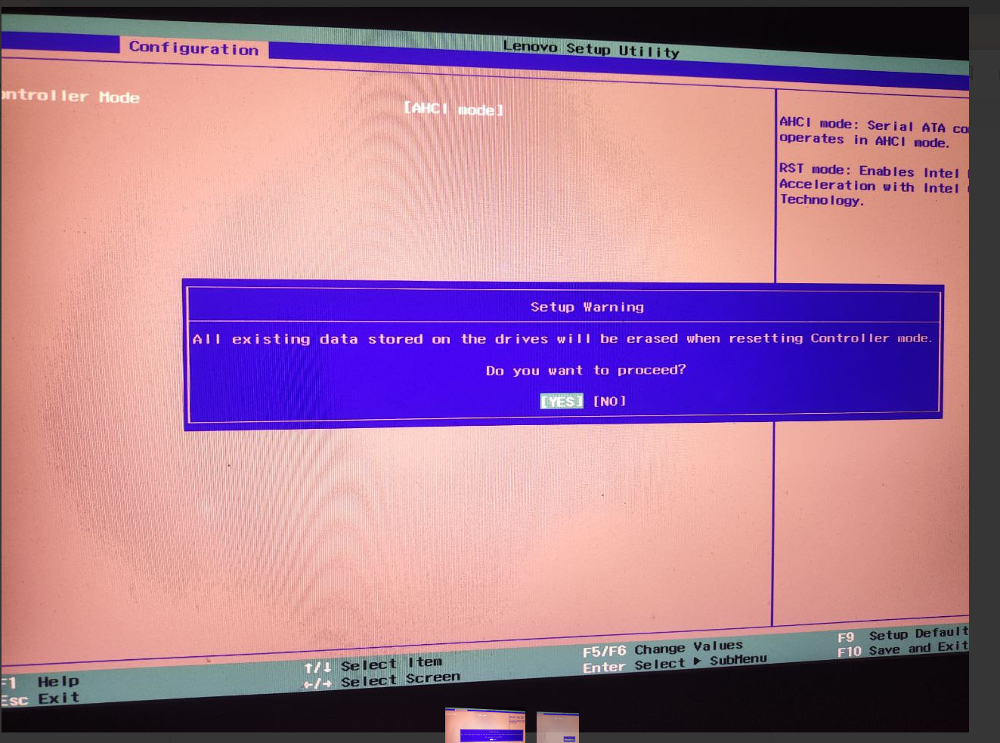 Lenovo Setup Utility
Configuration
ontroller Mode [AHCI mode]
AHCI mode: Serial ATA co
operates in AHCI mode.
RST mode: Enables Intel
Acceleration with Intel
Technology.
Setup Warning
All existing data stored on the drives will be erased when resetting Controller mode.
Do you want to proceed?
[YES] [NO]
F1 Help ↑/↓ Select Item F5/F6 Change Values F9 Setup Default
Esc Exit ←/→ Select Screen Enter Select ▶ SubMenu F10 Save and Exit